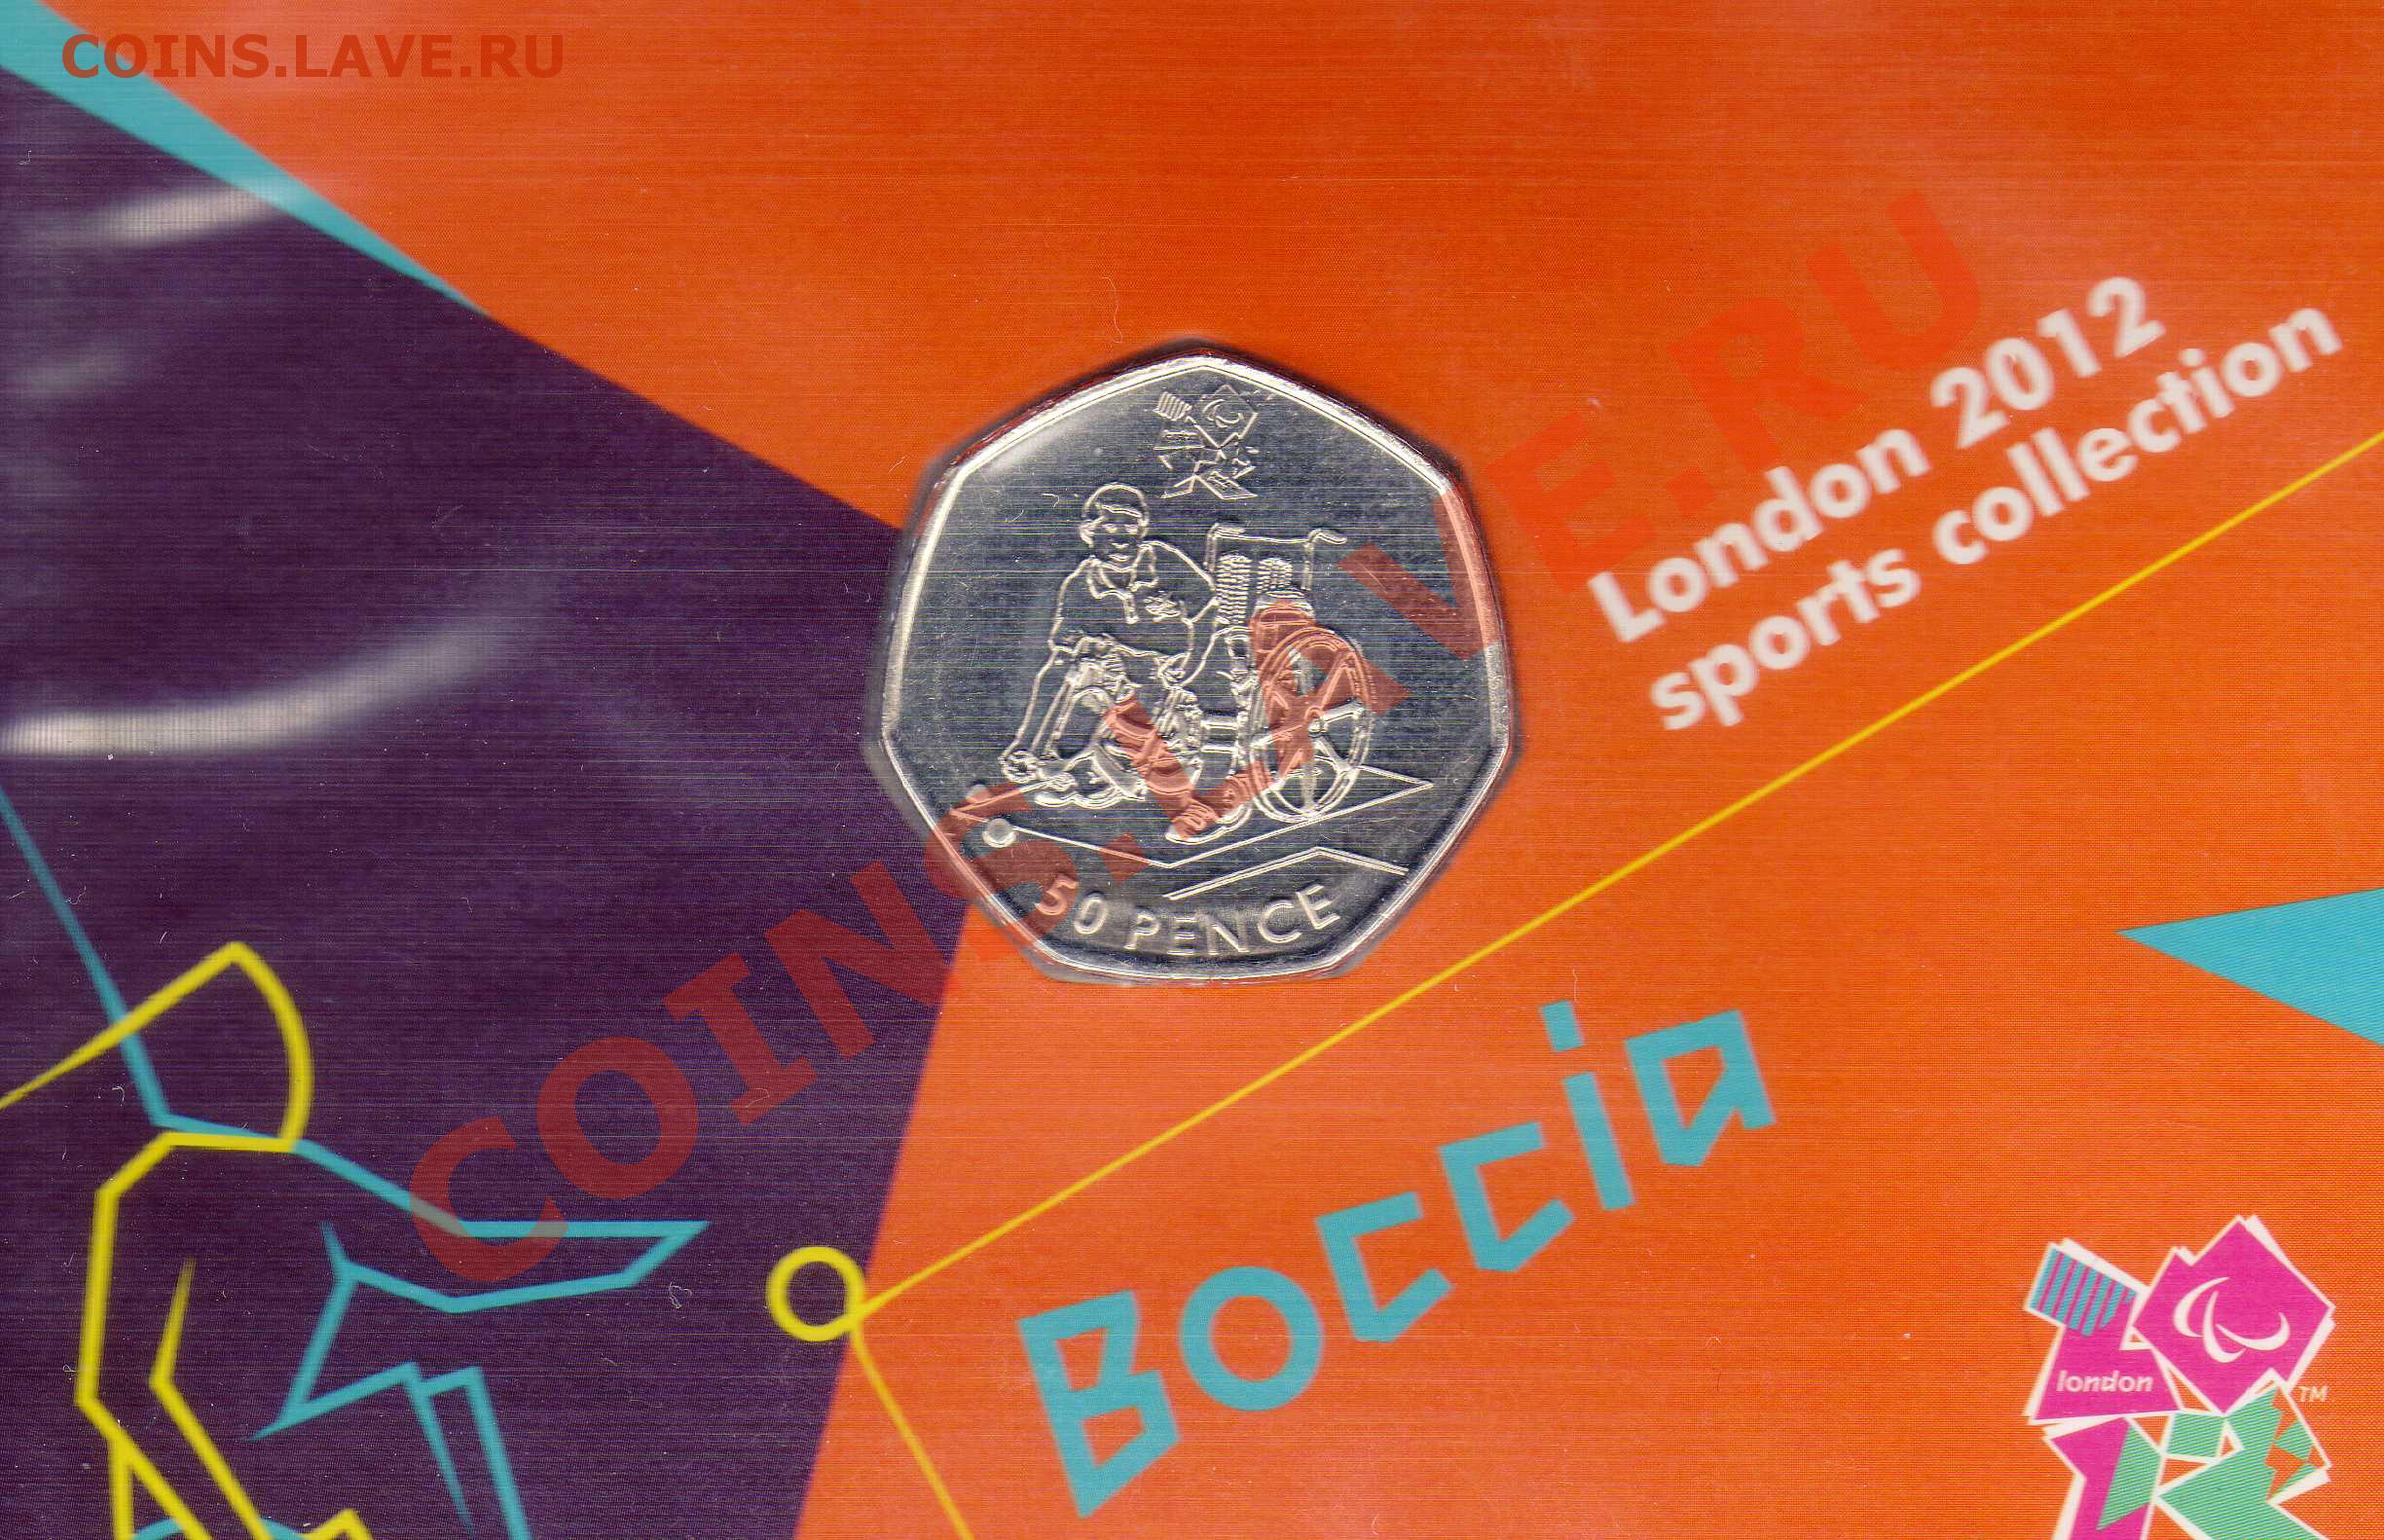 COINS.LAVE.RU
COINS.LAVE.RU
London 2012
sports collection
50 PENCE
Boccia
london
TM